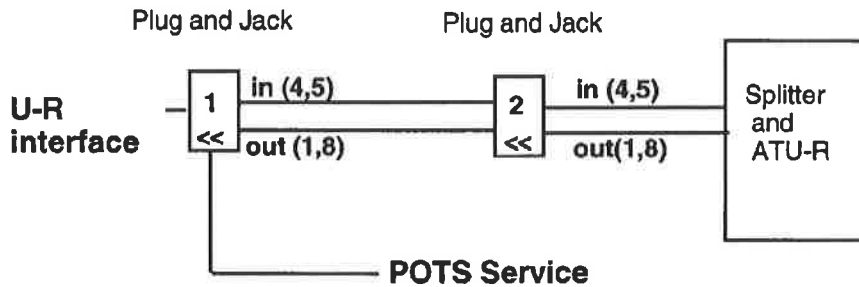 Plug and Jack
Plug and Jack
U-R
interface
1
<<
in (4,5)
out (1,8)
2
<<
in (4,5)
out(1,8)
Splitter
and
ATU-R
POTS Service